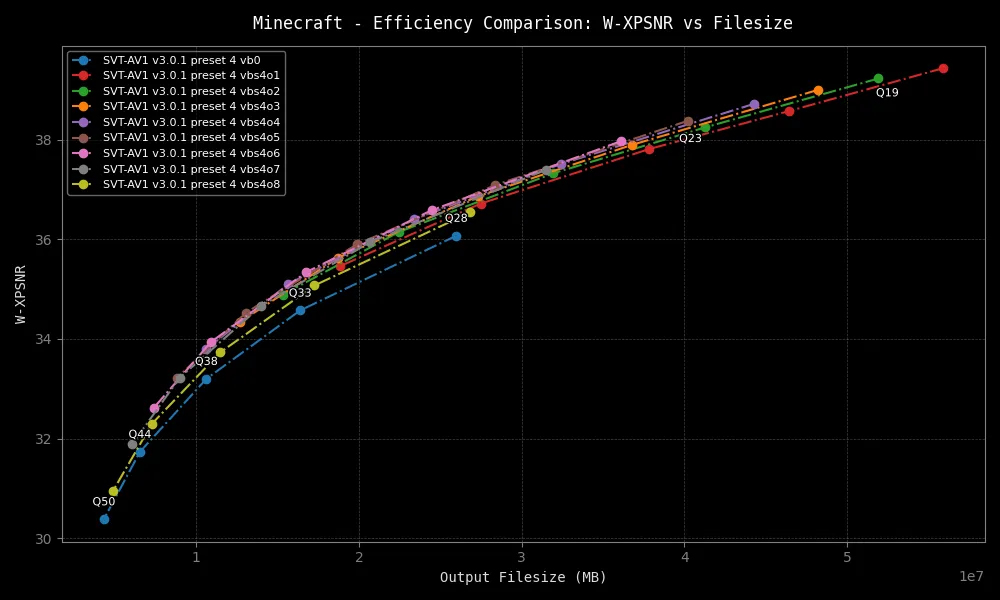 Minecraft - Efficiency Comparison: W-XPSNR vs Filesize
SVT-AV1 v3.0.1 preset 4 vb0
SVT-AV1 v3.0.1 preset 4 vbs4o1
SVT-AV1 v3.0.1 preset 4 vbs4o2
SVT-AV1 v3.0.1 preset 4 vbs4o3
SVT-AV1 v3.0.1 preset 4 vbs4o4
SVT-AV1 v3.0.1 preset 4 vbs4o5
SVT-AV1 v3.0.1 preset 4 vbs4o6
SVT-AV1 v3.0.1 preset 4 vbs4o7
SVT-AV1 v3.0.1 preset 4 vbs4o8
Q19
Q23
Q28
Q33
Q38
Q44
Q50
38
36
34
32
30
W-XPSNR
1
2
3
4
5
1e7
Output Filesize (MB)